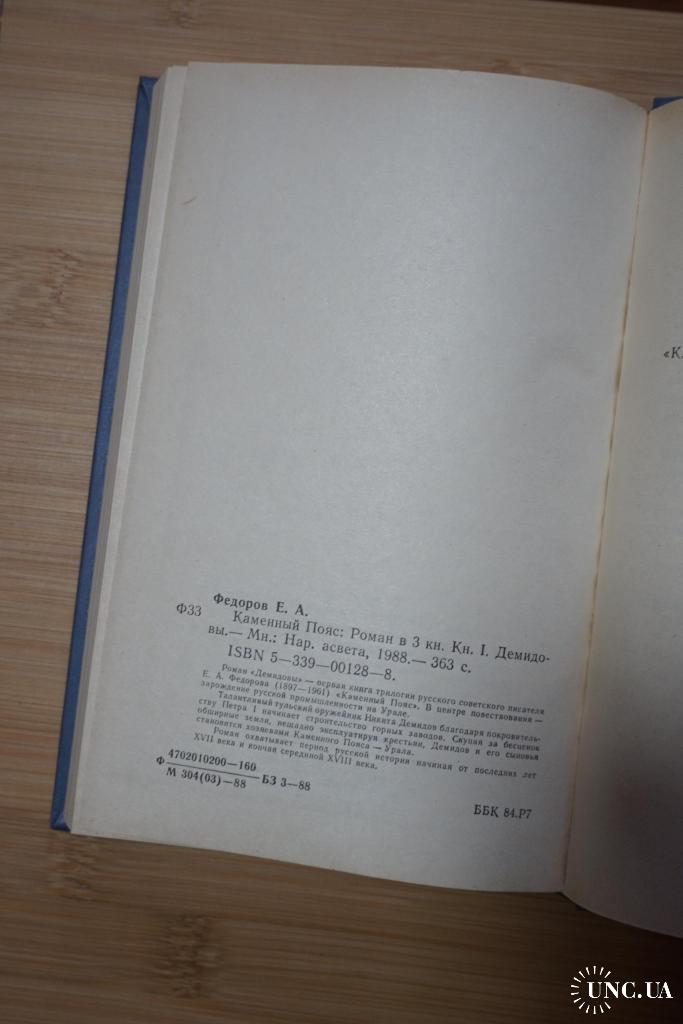 Федоров Е. А.
Ф33
Каменный Пояс: Роман в 3 кн. Кн. I. Демидо-
вы.— Мн.: Нар. асвета, 1988.— 363 с.
ISBN 5—339—00128—8.
Роман «Демидовы» — первая книга трилогии русского советского писателя
Е. А. Федорова (1897—1961) «Каменный Пояс». В центре повествования —
зарождение русской промышленности на Урале.
Талантливый тульский оружейник Никита Демидов благодаря покровитель-
ству Петра I начинает строительство горных заводов. Скупая за бесценок
обширные земли, нещадно эксплуатируя крестьян, Демидов и его сыновья
становятся хозяевами Каменного Пояса — Урала.
Роман охватывает период русской истории начиная от последних лет
XVII века и кончая серединой XVIII века.
Ф 4702010200—160
М 304(03)—88
БЗ 3—88
ББК 84.Р7
«К
UNC.UA